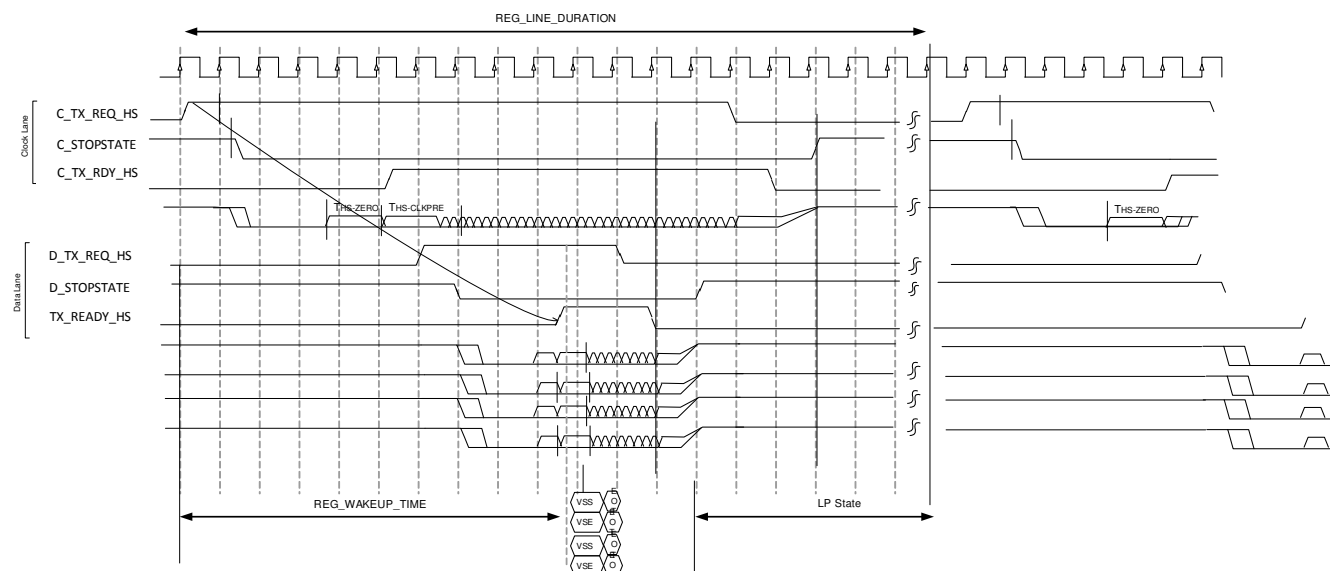 REG_LINE_DURATION
Clock Lane
C_TX_REQ_HS
C_STOPSTATE
C_TX_RDY_HS
THS-ZERO THS-CLKPRE
THS-ZERO
Data Lane
D_TX_REQ_HS
D_STOPSTATE
TX_READY_HS
REG_WAKEUP_TIME
LP State
VSS
VSE
VSS
VSE